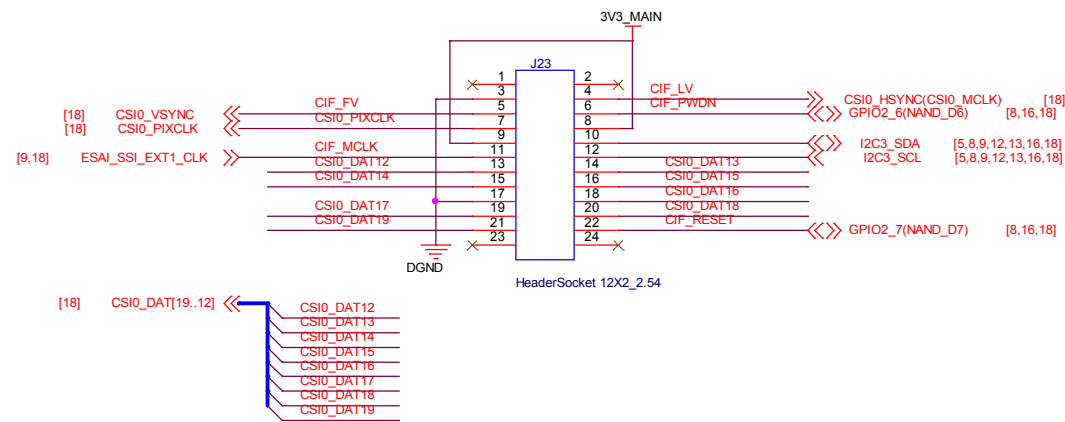 3V3_MAIN
J23
1 2
CIF_LV
3 4
CSI0_HSYNC(CSI0_MCLK) [18]
CIF_FV CIF_PWDN
[18] CSI0_VSYNC 5 6 GPIO2_6(NAND_D6) [8,16,18]
CSI0_PIXCLK
[18] CSI0_PIXCLK 7 8
9 10 I2C3_SDA [5,8,9,12,13,16,18]
CIF_MCLK
[9,18] ESAI_SSI_EXT1_CLK 11 12 I2C3_SCL [5,8,9,12,13,16,18]
CSI0_DAT12 13 14 CSI0_DAT13
CSI0_DAT14 15 16 CSI0_DAT15
17 18 CSI0_DAT16
CSI0_DAT17 19 20 CSI0_DAT18
CSI0_DAT19 21 22 CIF_RESET
GPIO2_7(NAND_D7) [8,16,18]
23 24
DGND
HeaderSocket 12X2_2.54
[18] CSI0_DAT[19..12]
CSI0_DAT12
CSI0_DAT13
CSI0_DAT14
CSI0_DAT15
CSI0_DAT16
CSI0_DAT17
CSI0_DAT18
CSI0_DAT19